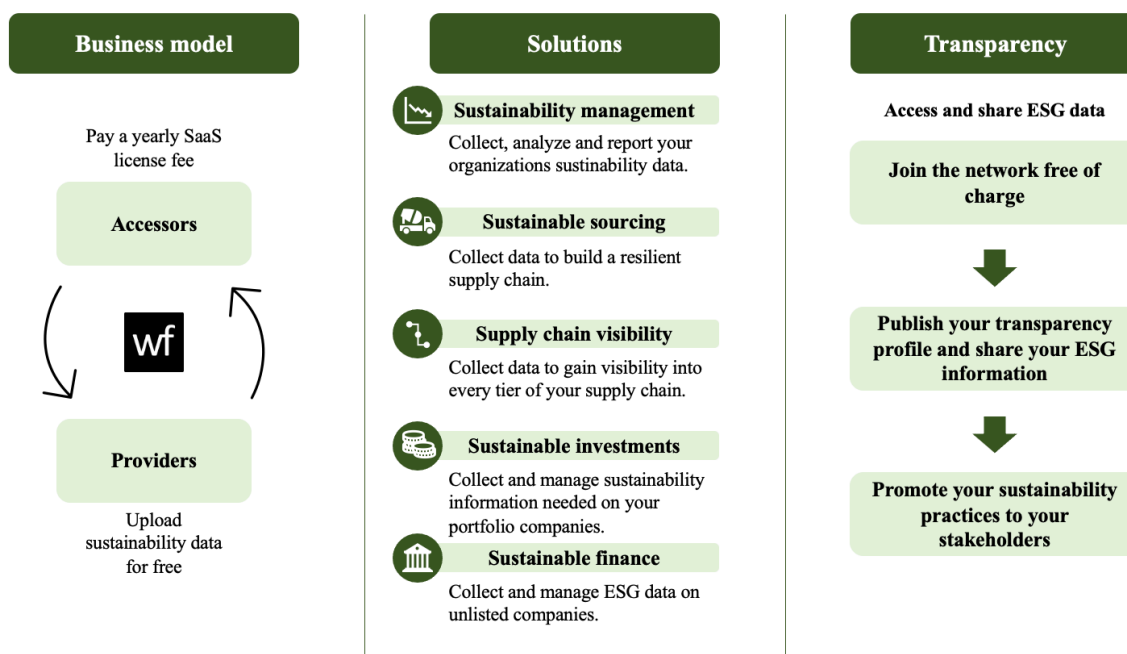 Business model
Pay a yearly SaaS
license fee
Accessors
wf
Providers
Upload
sustainability data
for free
Solutions
Sustainability management
Collect, analyze and report your
organizations sustinability data.
Sustainable sourcing
Collect data to build a resilient
supply chain.
Supply chain visibility
Collect data to gain visibility into
every tier of your supply chain.
Sustainable investments
Collect and manage sustainability
information needed on your
portfolio companies.
Sustainable finance
Collect and manage ESG data on
unlisted companies.
Transparency
Access and share ESG data
Join the network free of
charge
Publish your transparency
profile and share your ESG
information
Promote your sustainability
practices to your
stakeholders